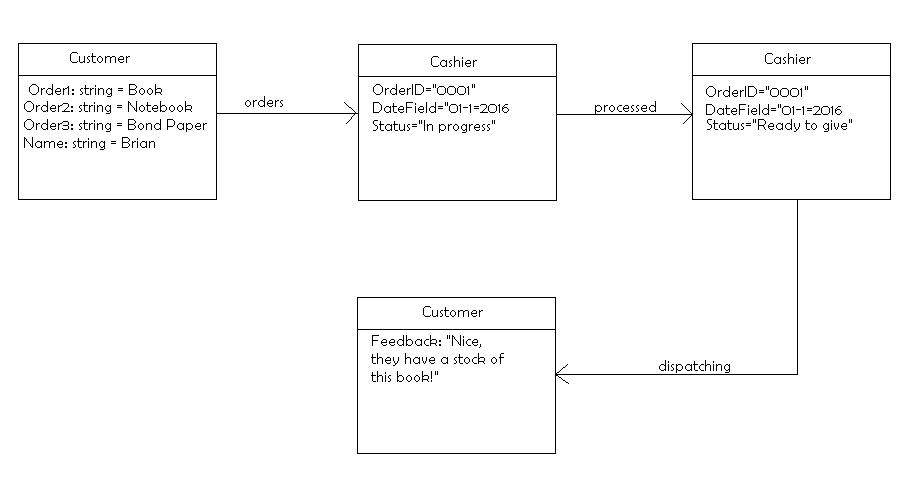 Customer
Order1: string = Book
Order2: string = Notebook
Order3: string = Bond Paper
Name: string = Brian
orders
Cashier
OrderID="0001"
DateField="01-1=2016
Status="In progress"
processed
Cashier
OrderID="0001"
DateField="01-1=2016
Status="Ready to give"
dispatching
Customer
Feedback: "Nice,
they have a stock of
this book!"